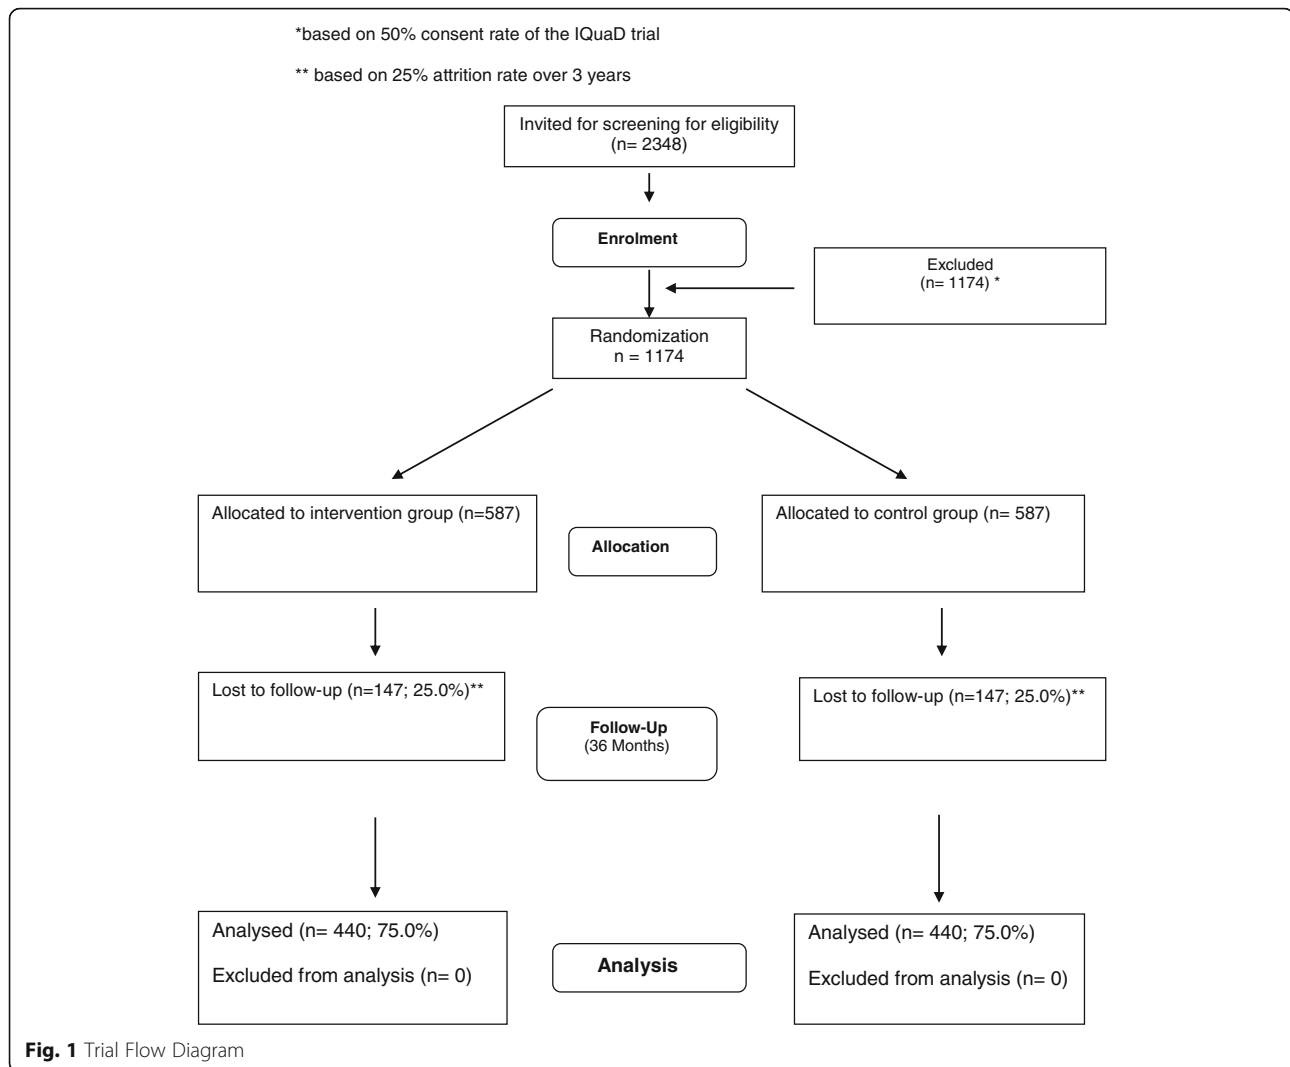 *based on 50% consent rate of the IQuaD trial
** based on 25% attrition rate over 3 years
Invited for screening for eligibility
(n= 2348)
Enrolment
Excluded
(n= 1174) *
Randomization
n = 1174
Allocated to intervention group (n=587)
Allocated to control group (n= 587)
Allocation
Lost to follow-up (n=147; 25.0%)**
Lost to follow-up (n=147; 25.0%)**
Follow-Up
(36 Months)
Analysed (n= 440; 75.0%)
Excluded from analysis (n= 0)
Analysis
Analysed (n= 440; 75.0%)
Excluded from analysis (n= 0)
Fig. 1 Trial Flow Diagram